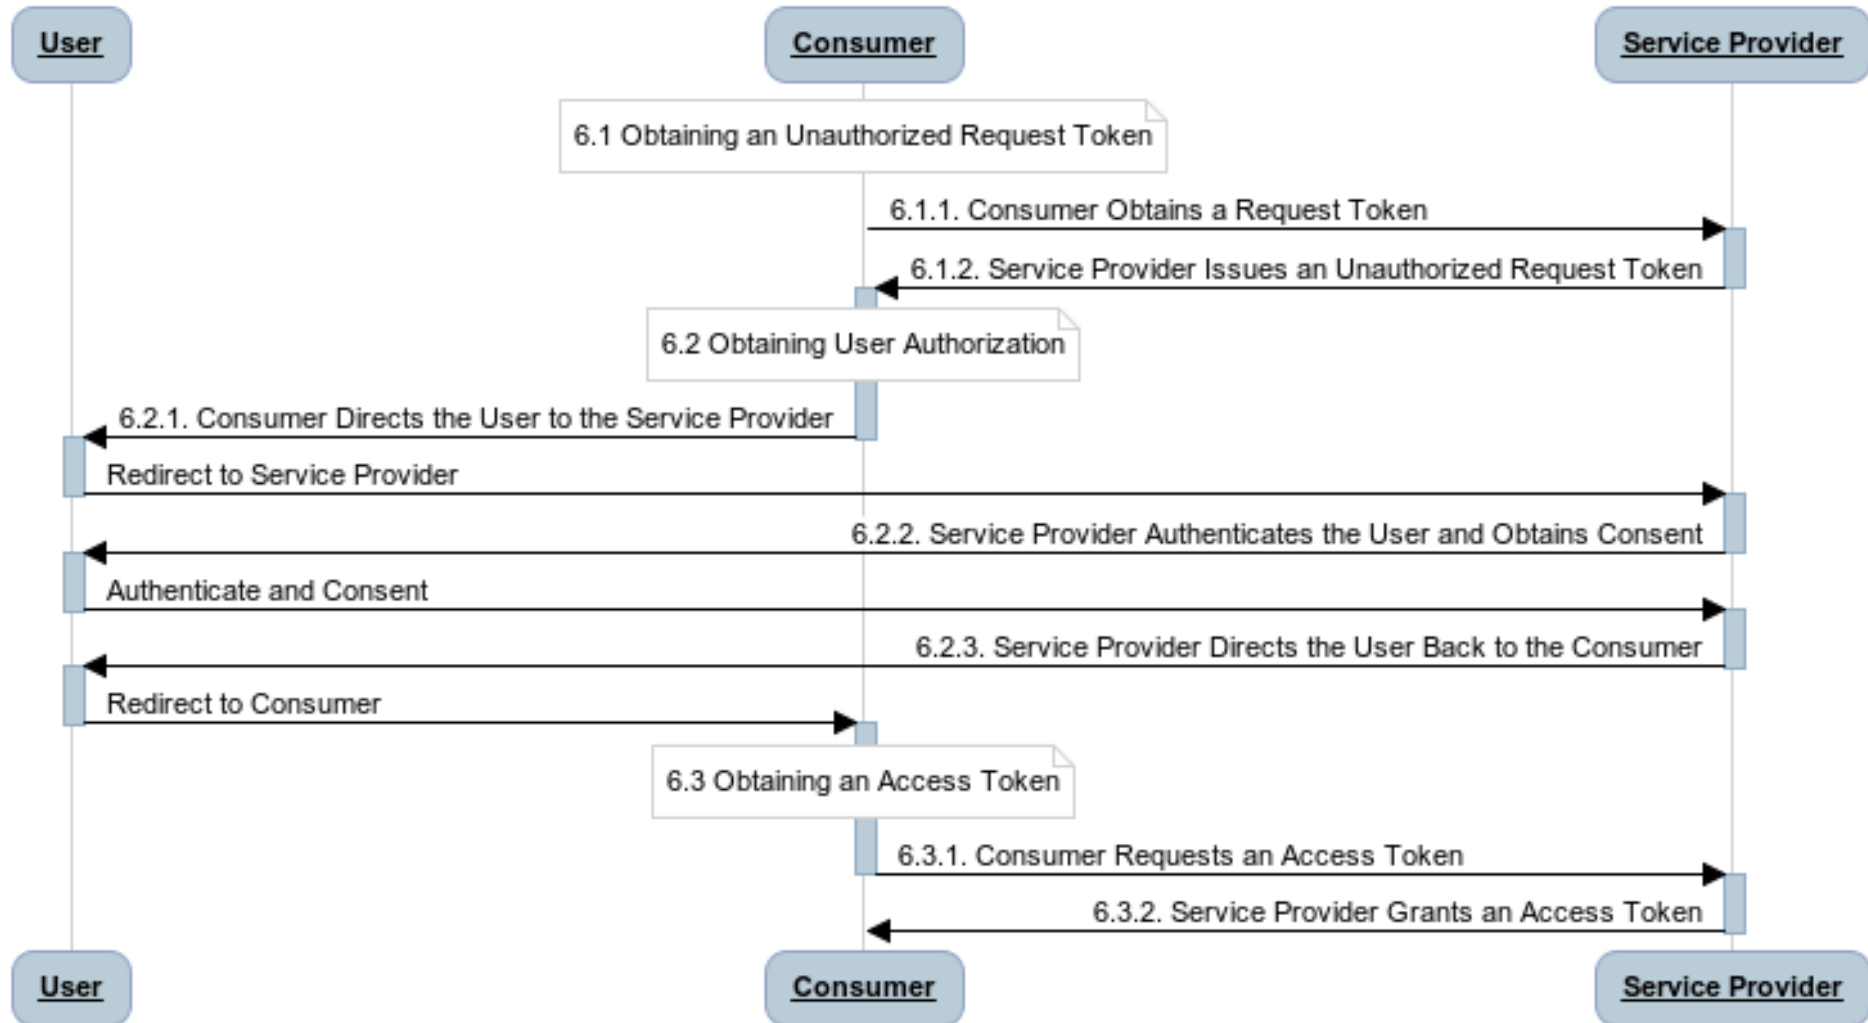 User
Consumer
Service Provider
6.1 Obtaining an Unauthorized Request Token
6.1.1. Consumer Obtains a Request Token
6.1.2. Service Provider Issues an Unauthorized Request Token
6.2 Obtaining User Authorization
6.2.1. Consumer Directs the User to the Service Provider
Redirect to Service Provider
6.2.2. Service Provider Authenticates the User and Obtains Consent
Authenticate and Consent
6.2.3. Service Provider Directs the User Back to the Consumer
Redirect to Consumer
6.3 Obtaining an Access Token
6.3.1. Consumer Requests an Access Token
6.3.2. Service Provider Grants an Access Token
User
Consumer
Service Provider